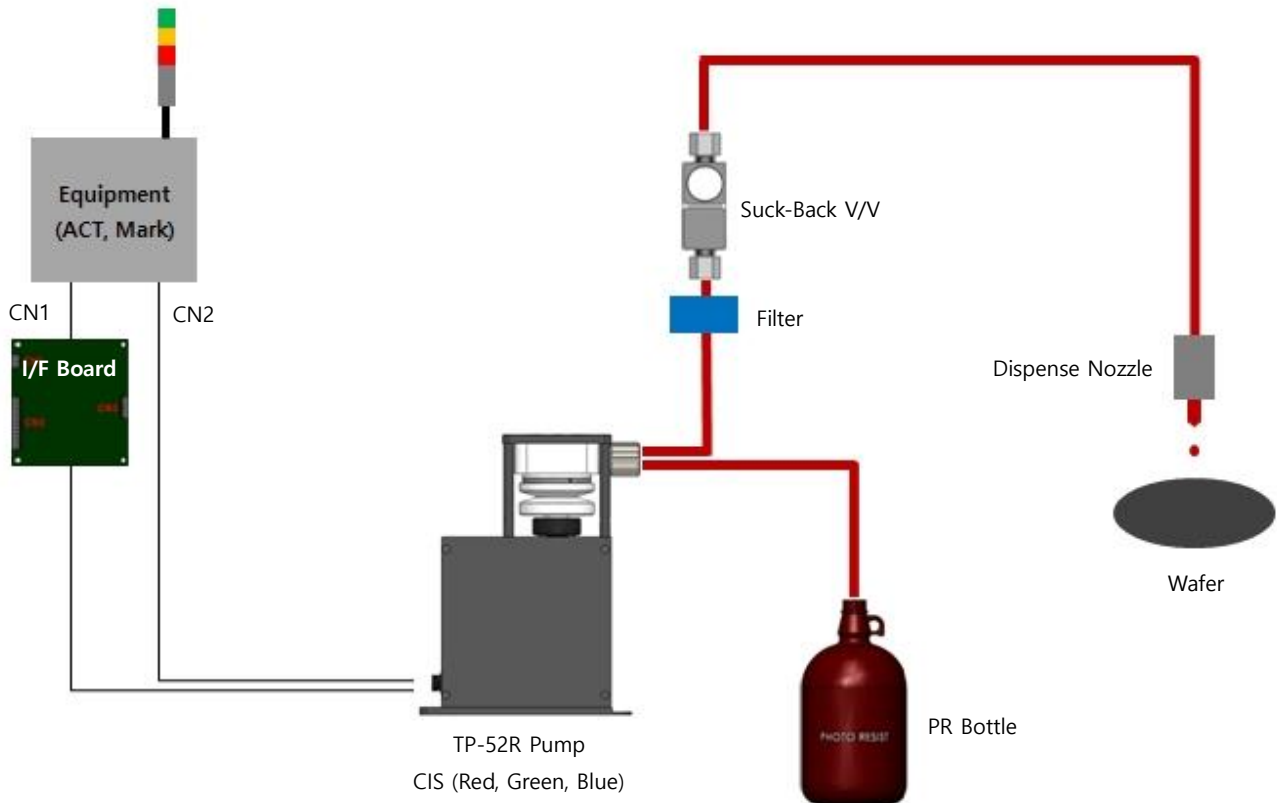 Equipment
(ACT, Mark)
CN1
CN2
I/F Board
Suck-Back V/V
Filter
Dispense Nozzle
Wafer
PHOTO RESIST
PR Bottle
TP-52R Pump
CIS (Red, Green, Blue)